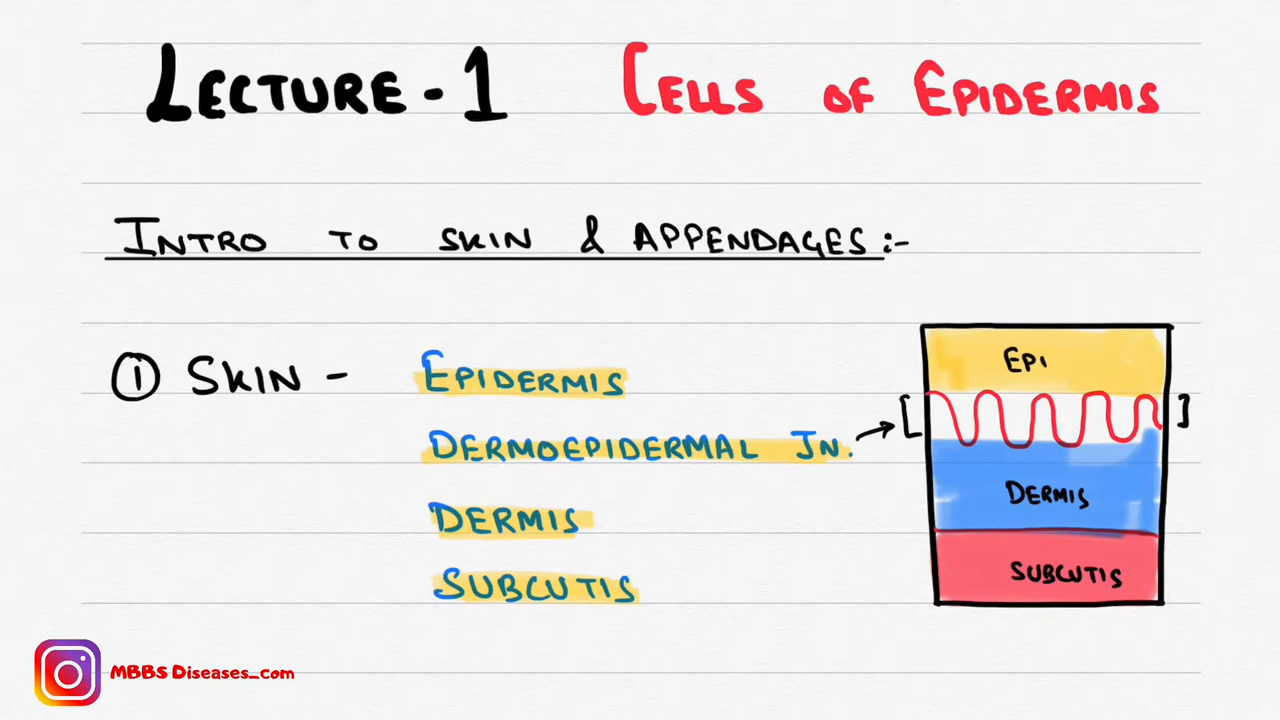 LECTURE-1 CELLS OF EPIDERMIS
INTRO TO SKIN & APPENDAGES :-
① SKIN - EPIDERMIS
DERMOEPIDERMAL JN. → [ ]
DERMIS
SUBCUTIS
EPI
DERMIS
SUBCUTIS
MBBS Diseases_com